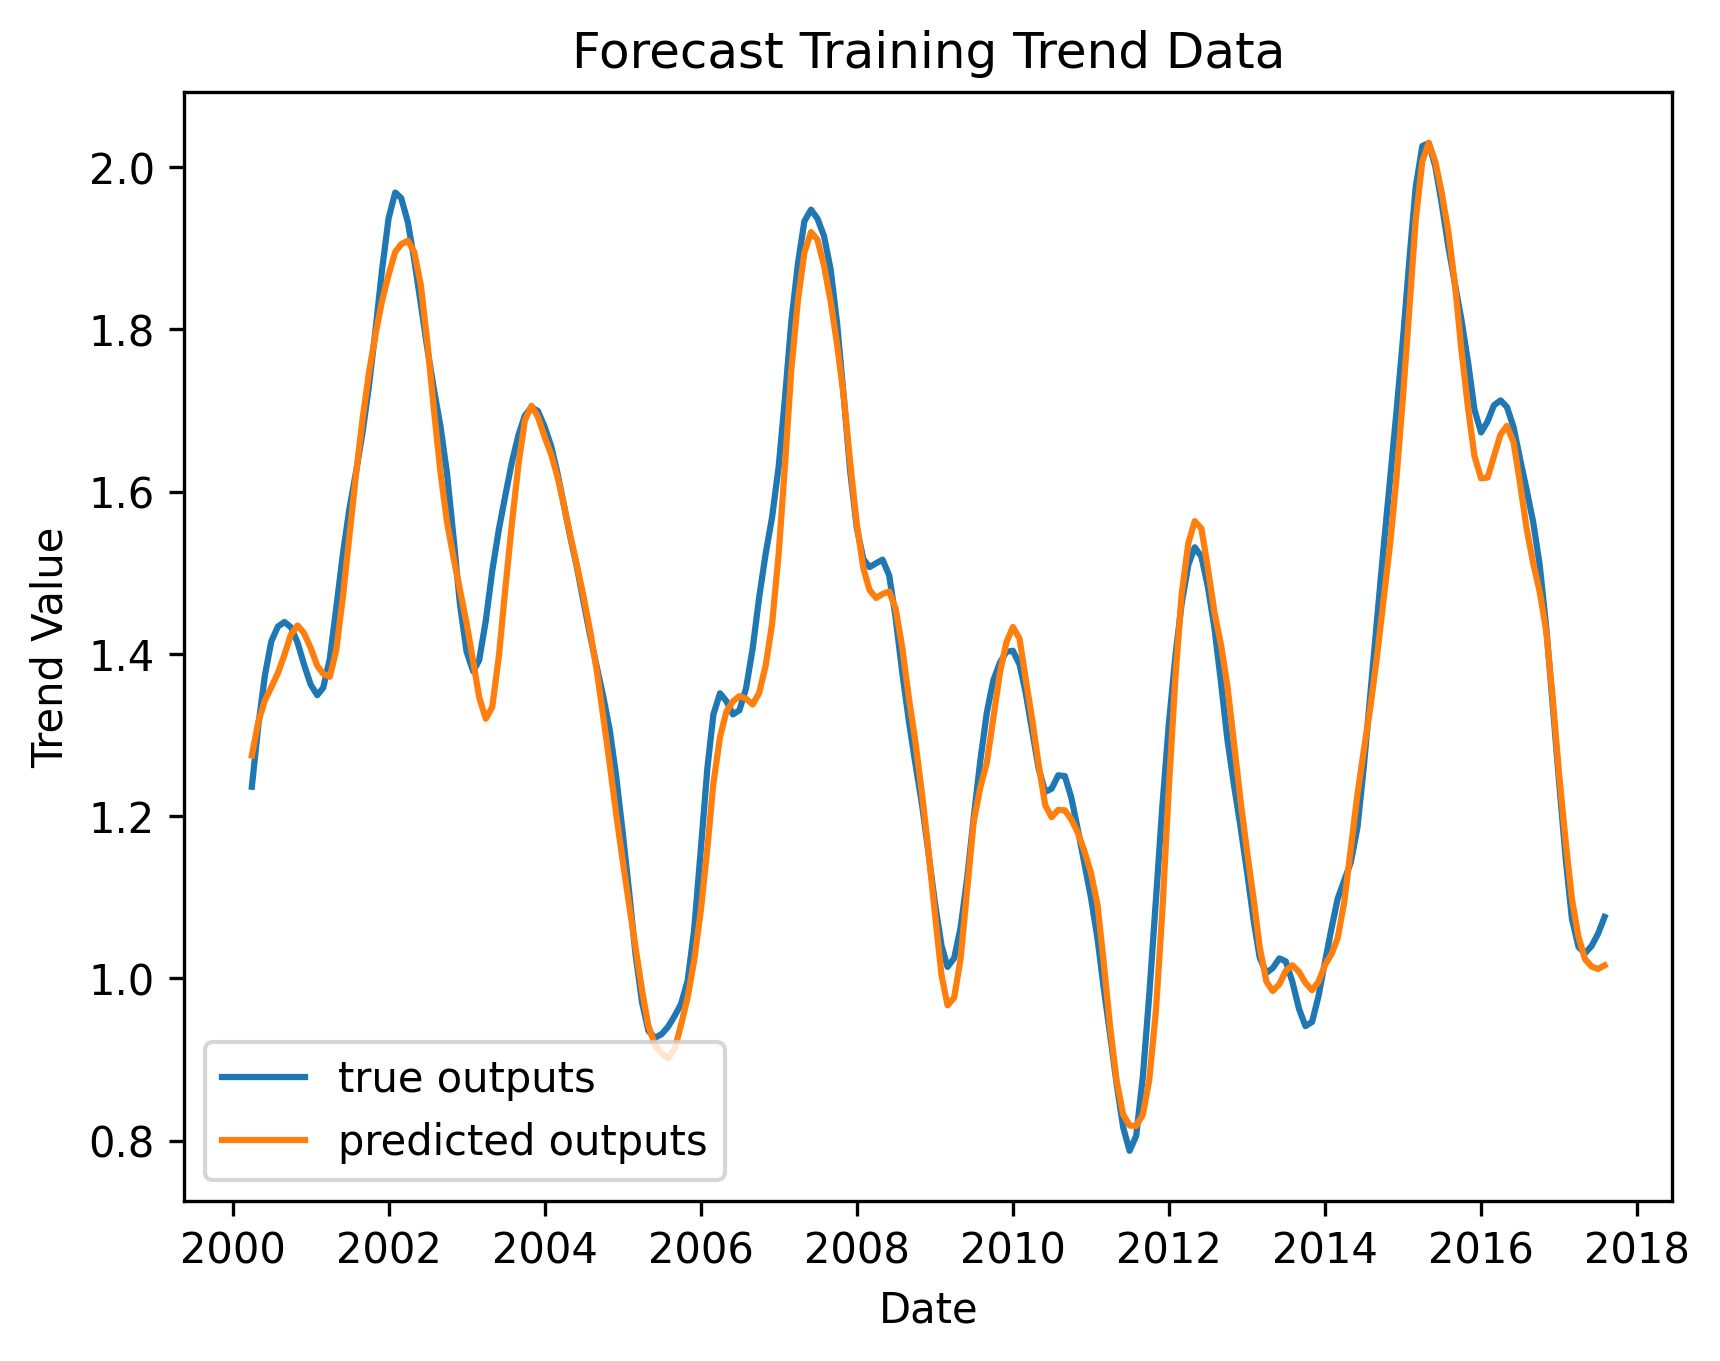 Forecast Training Trend Data
Trend Value
2.0
1.8
1.6
1.4
1.2
1.0
0.8
true outputs
predicted outputs
2000 2002 2004 2006 2008 2010 2012 2014 2016 2018
Date